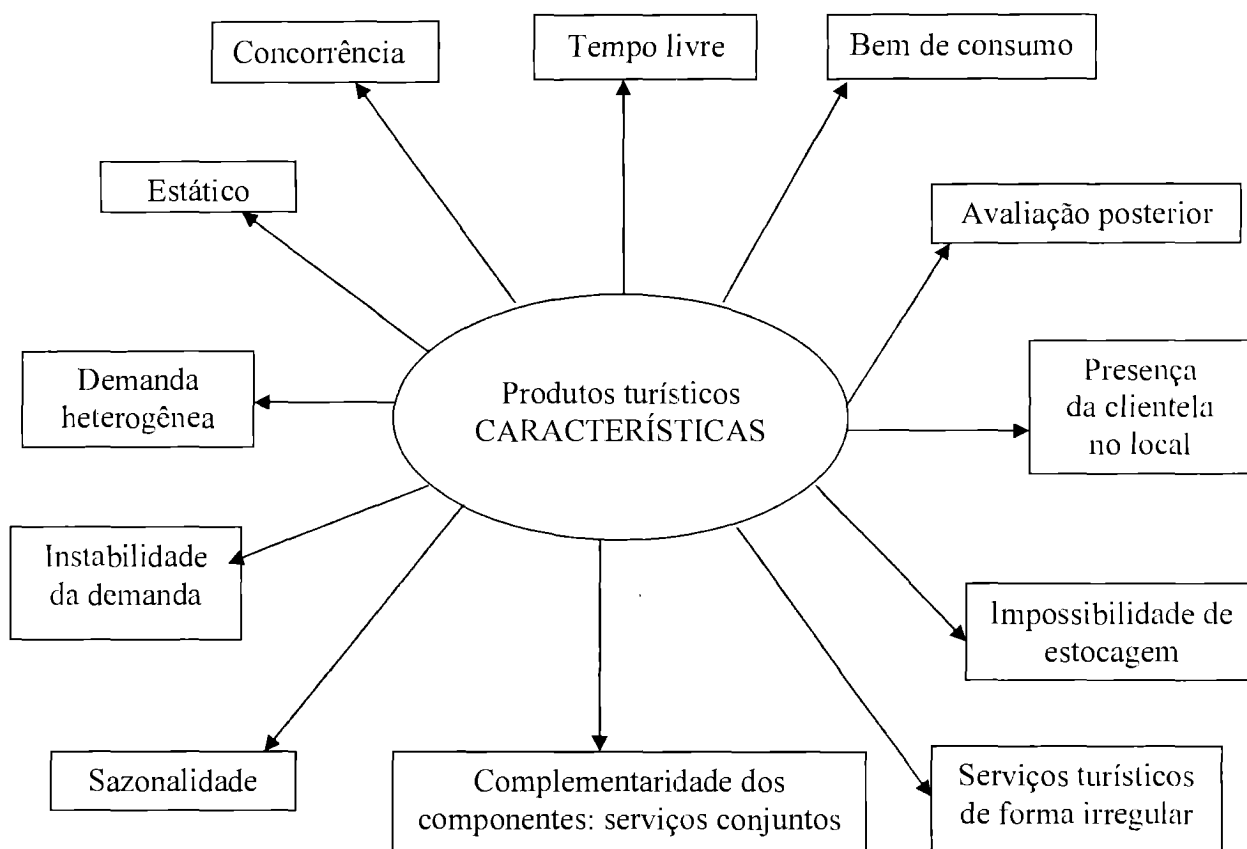 Concorrência
Tempo livre
Bem de consumo
Estático
Avaliação posterior
Demanda
heterogênea
Produtos turísticos
CARACTERÍSTICAS
Presença
da clientela
no local
Instabilidade
da demanda
Impossibilidade de
estocagem
Sazonalidade
Complementaridade dos
componentes: serviços conjuntos
Serviços turísticos
de forma irregular